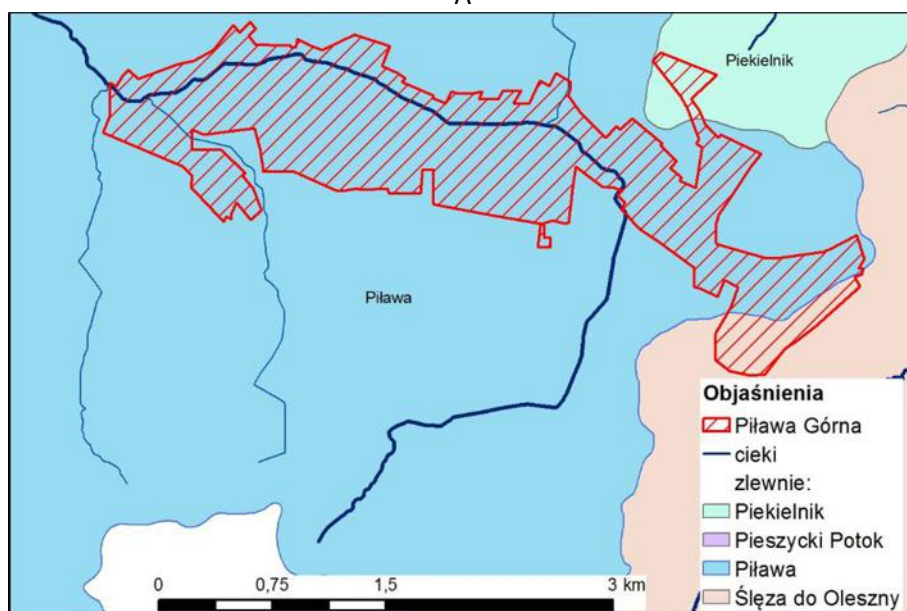 Piekielnik
Piława
Objaśnienia
Piława Górna
cieki
zlewnie:
Piekielnik
Pieszycki Potok
Piława
Ślęza do Oleszny
0 0,75 1,5 3 km